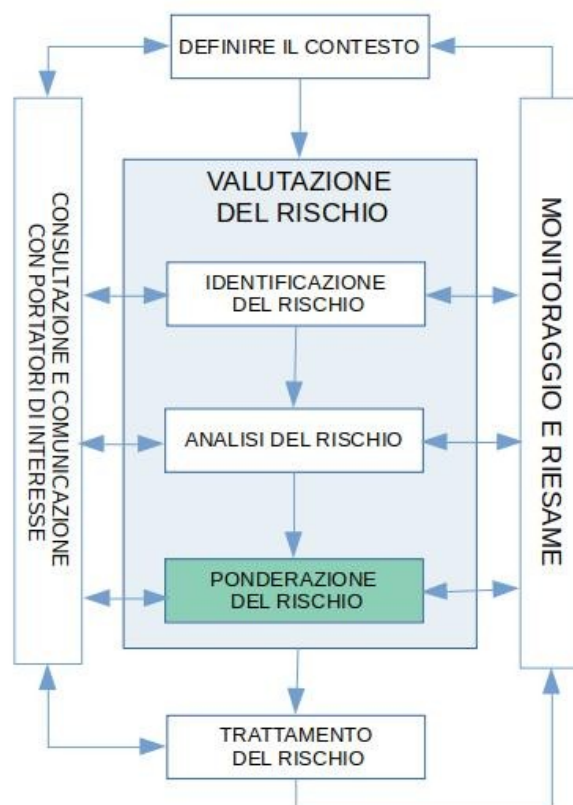 DEFINIRE IL CONTESTO
CONSULTAZIONE E COMUNICAZIONE
CON PORTATORI DI INTERESSE
VALUTAZIONE
DEL RISCHIO
IDENTIFICAZIONE
DEL RISCHIO
ANALISI DEL RISCHIO
PONDERAZIONE
DEL RISCHIO
MONITORAGGIO E RIESAME
TRATTAMENTO
DEL RISCHIO